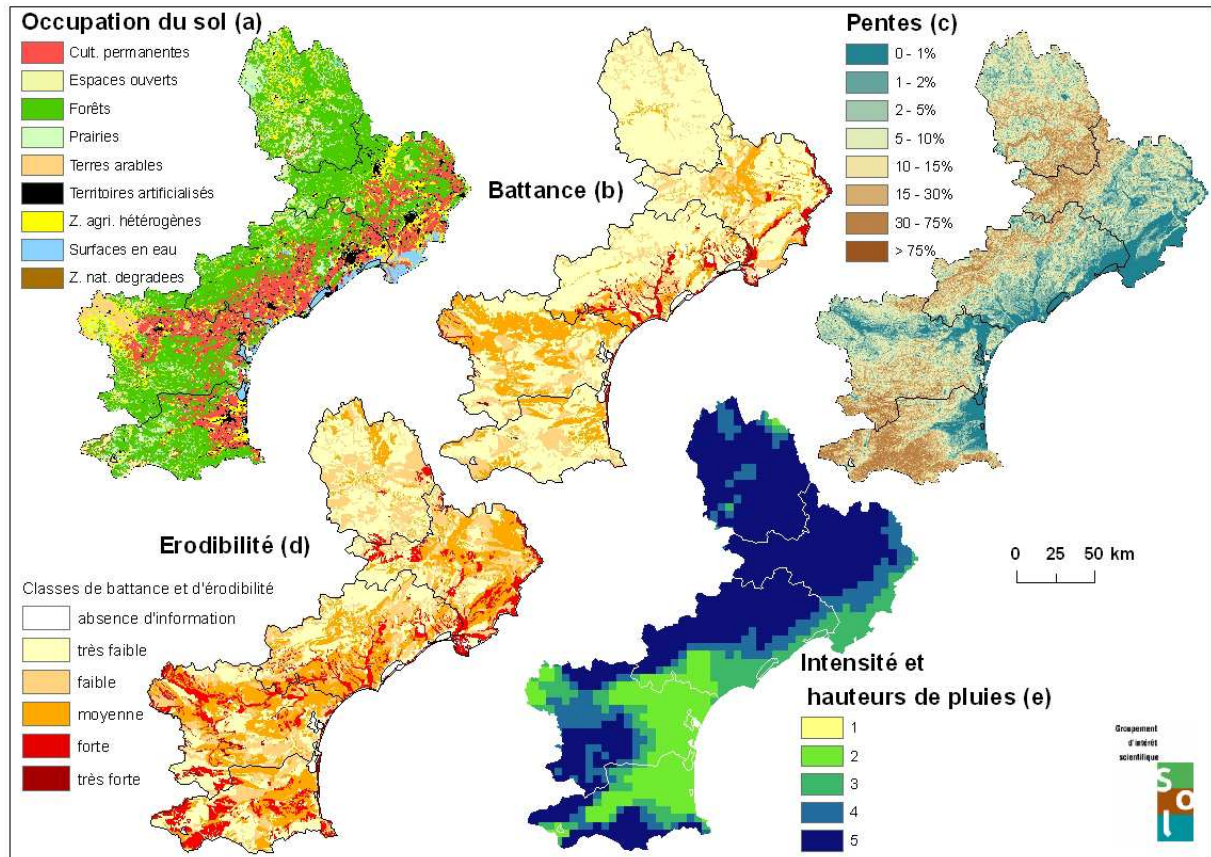 Occupation du sol (a)
Cult. permanentes
Espaces ouverts
Forêts
Prairies
Terres arables
Territoires artificialisés
Z. agri. hétérogènes
Surfaces en eau
Z. nat. degradees
Battance (b)
Pentes (c)
0 - 1%
1 - 2%
2 - 5%
5 - 10%
10 - 15%
15 - 30%
30 - 75%
> 75%
Erodibilité (d)
Classes de battance et d'érodibilité
absence d'information
très faible
faible
moyenne
forte
très forte
0 25 50 km
Intensité et
hauteurs de pluies (e)
1
2
3
4
5
Groupement
d'intérêt
scientifique
Sol